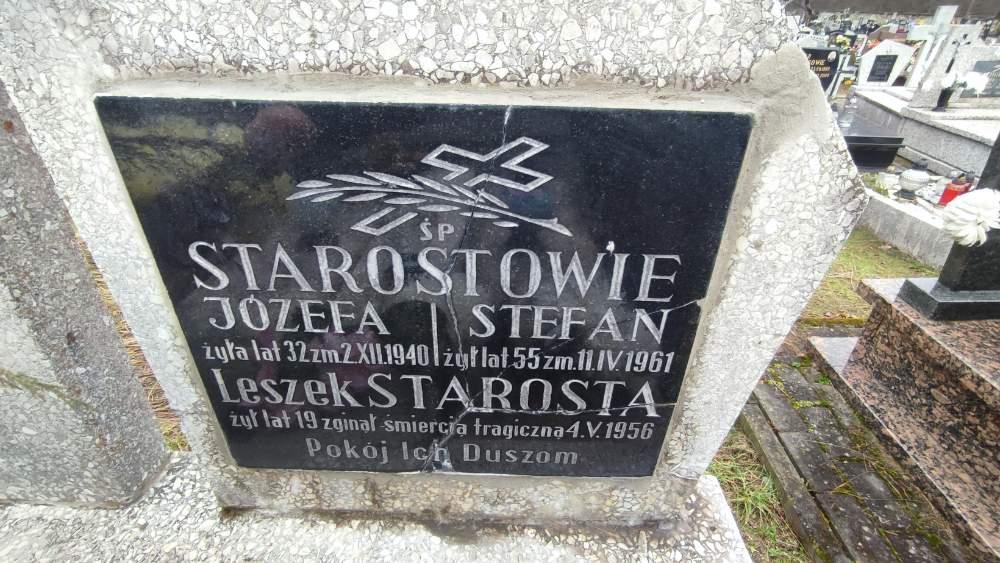 ŚP
STAROSTOWIE
JÓZEFA STEFAN
żyła lat 32 zm. 2.XII.1940 żył lat 55 zm. 11.IV.1961
Leszek STAROSTA
żył lat 19 zginął śmiercią tragiczną 4.V.1956
Pokój Ich Duszom